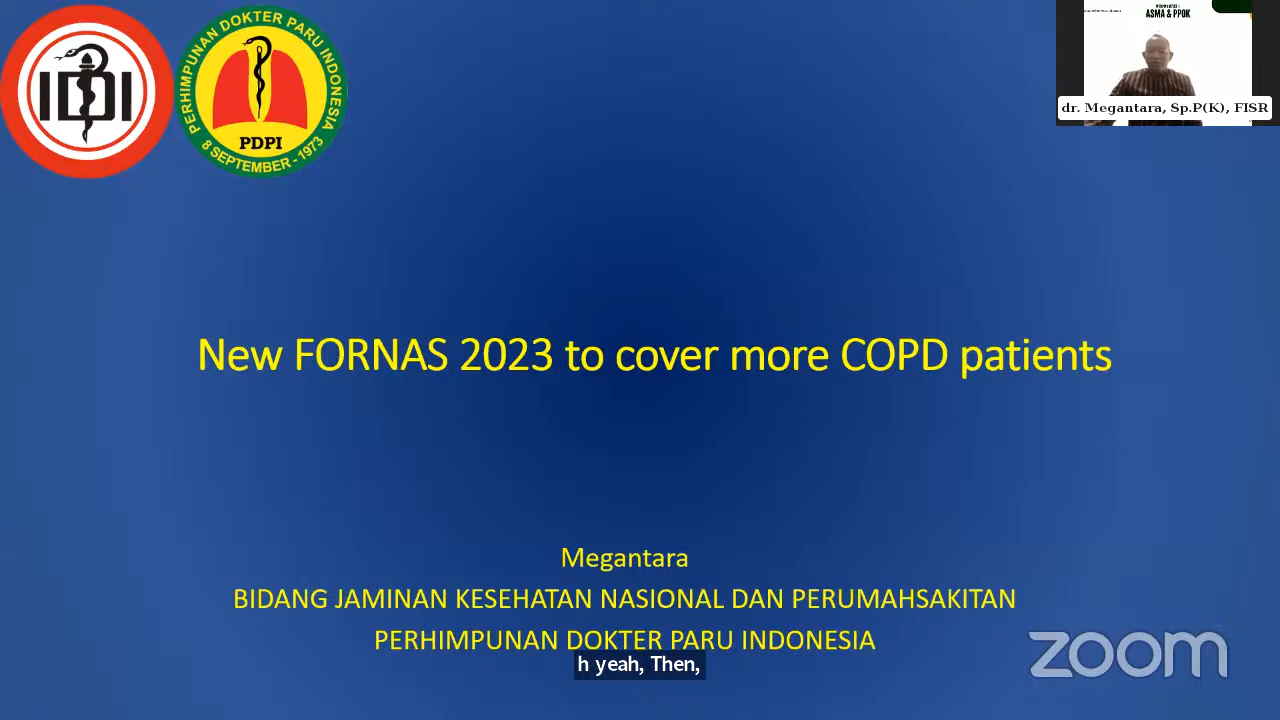 IDI
PERHIMPUNAN DOKTER PARU INDONESIA
PDPI
8 SEPTEMBER - 1973
ASMA & PPOK
dr. Megantara, Sp.P(K), FISR
New FORNAS 2023 to cover more COPD patients
Megantara
BIDANG JAMINAN KESEHATAN NASIONAL DAN PERUMAHSAKITAN
PERHIMPUNAN DOKTER PARU INDONESIA
h yeah, Then,
zoom